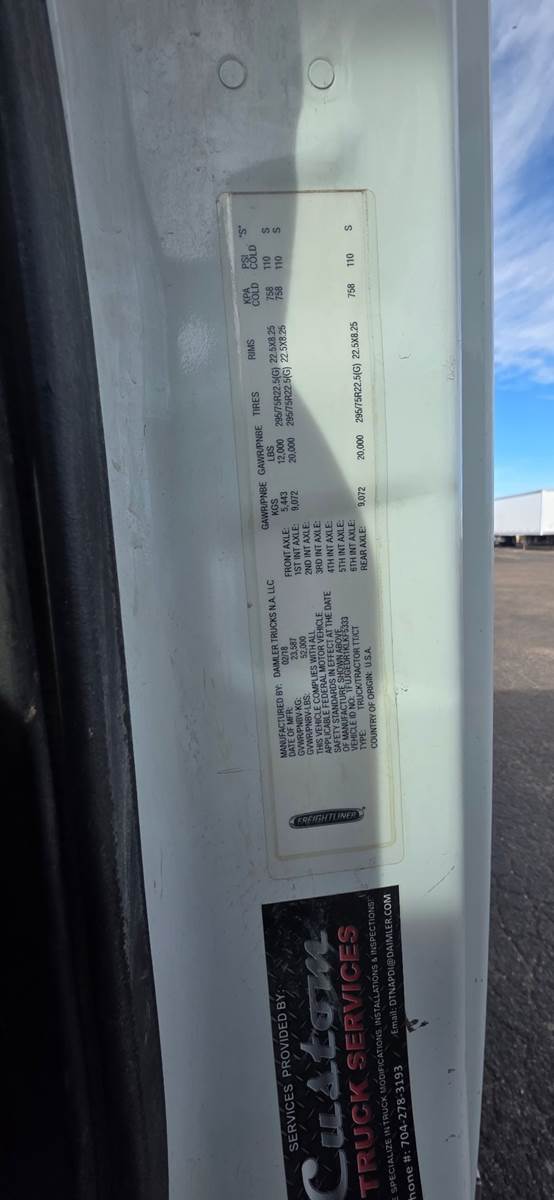 FREIGHTLINER
MANUFACTURED BY: DAIMLER TRUCKS N.A. LLC
DATE OF MFR: 02/18
GVWR/PNBV-KG: 23,587
GVWR/PNBV-LBS: 52,000
THIS VEHICLE COMPLIES WITH ALL
APPLICABLE FEDERAL MOTOR VEHICLE
SAFETY STANDARDS IN EFFECT AT THE DATE
OF MANUFACTURE SHOWN ABOVE.
VEHICLE ID NO:
TYPE: TRUCK/TRACTOR TT/CT
COUNTRY OF ORIGIN: U.S.A.
GAWR/PNBE KGS GAWR/PNBE LBS TIRES RIMS KPA COLD PSI COLD "S"
FRONT AXLE: 5,443 12,000 295/75R22.5(G) 22.5X8.25 758 110 S
1ST INT AXLE: 9,072 20,000 295/75R22.5(G) 22.5X8.25 758 110 S
2ND INT AXLE:
3RD INT AXLE:
4TH INT AXLE:
5TH INT AXLE:
6TH INT AXLE:
REAR AXLE: 9,072 20,000 295/75R22.5(G) 22.5X8.25 758 110 S
SERVICES PROVIDED BY:
Custom
TRUCK SERVICES
SPECIALIZE IN TRUCK MODIFICATIONS, INSTALLATIONS & INSPECTIONS!
hone #: 704-278-3193 Email: DTNAPDI@DAIMLER.COM